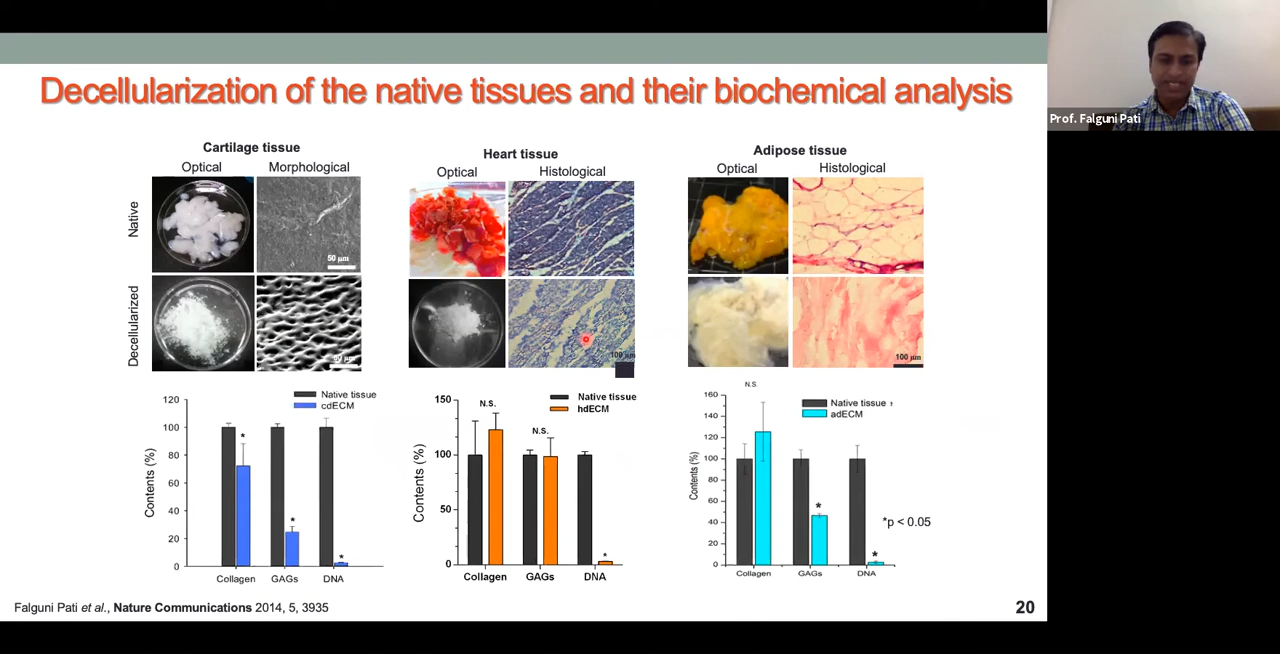 Decellularization of the native tissues and their biochemical analysis
Prof. Falguni Pati
Cartilage tissue
Optical
Morphological
Native
Decellularized
50 μm
50 μm
Heart tissue
Optical
Histological
100 μm
Adipose tissue
Optical
Histological
100 μm
Contents (%)
120
100
80
60
40
20
0
Native tissue
cdECM
*
*
*
Collagen
GAGs
DNA
Contents (%)
150
100
50
0
Native tissue
hdECM
N.S.
N.S.
*
Collagen
GAGs
DNA
Contents (%)
160
140
120
100
80
60
40
20
0
N.S.
Native tissue
adECM
*
*
Collagen
GAGs
DNA
*p < 0.05
Falguni Pati et al., Nature Communications 2014, 5, 3935
20